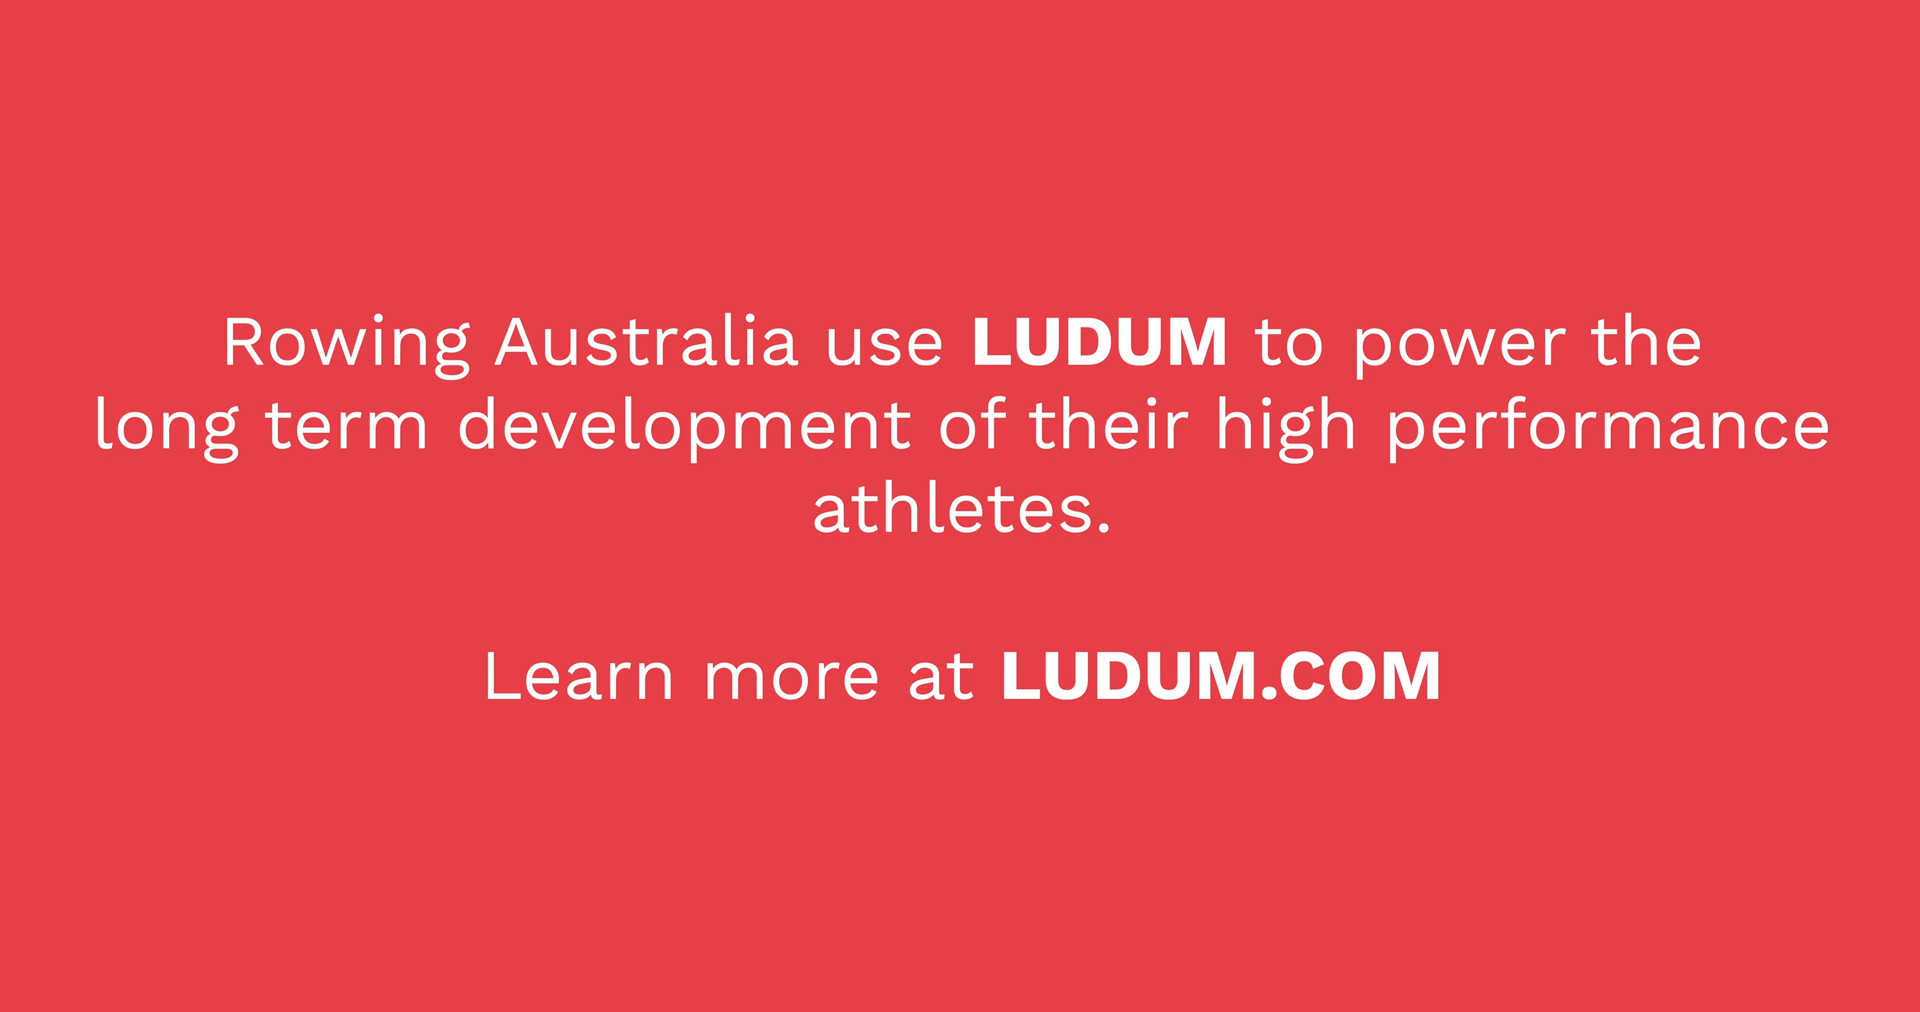 Rowing Australia use LUDUM to power the
long term development of their high performance
athletes.
Learn more at LUDUM.COM